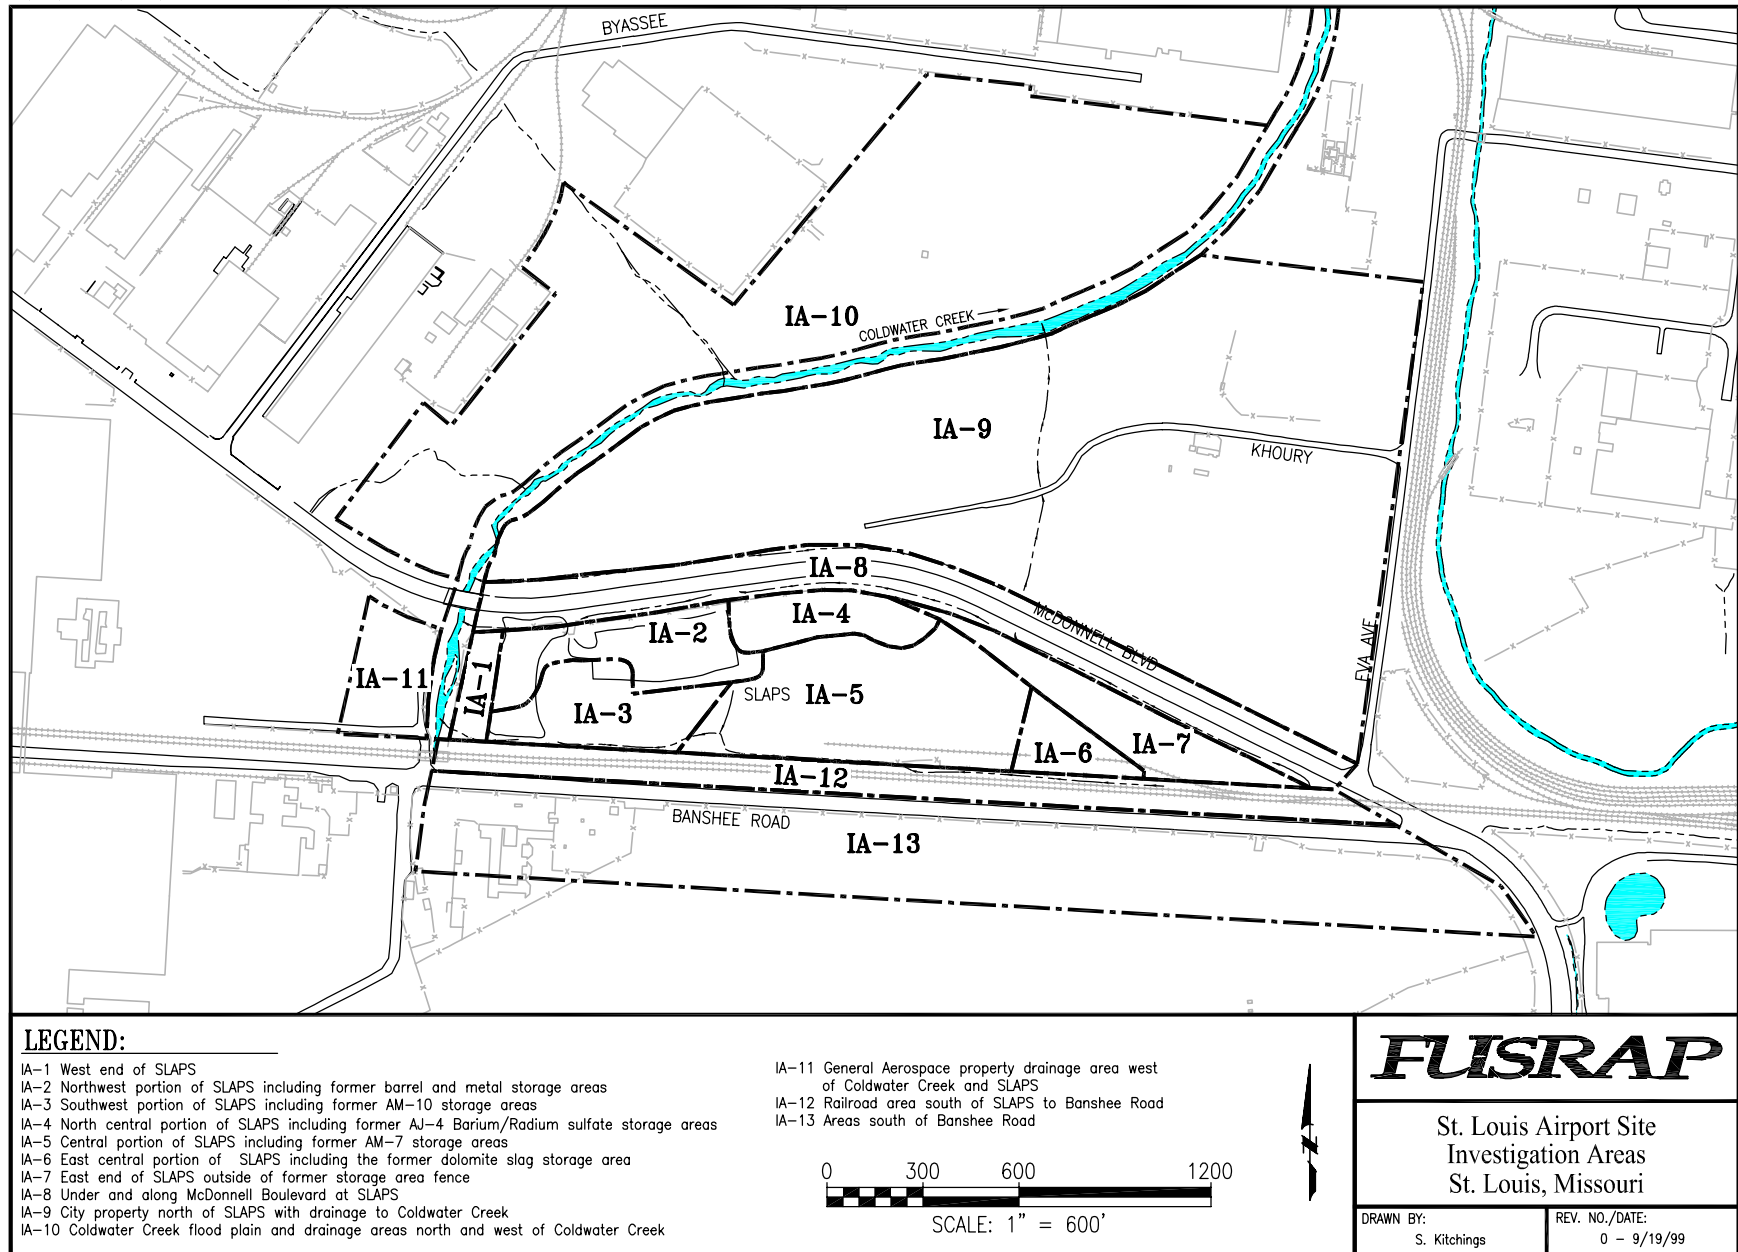 BYASSEE
IA-10
COLDWATER CREEK
IA-9
KHOURY
IA-8
McDONNELL BLVD
EVA AVE
IA-4
IA-2
IA-11
IA-1
SLAPS
IA-5
IA-3
IA-6
IA-7
IA-12
BANSHEE ROAD
IA-13
LEGEND:
IA-1 West end of SLAPS
IA-2 Northwest portion of SLAPS including former barrel and metal storage areas
IA-3 Southwest portion of SLAPS including former AM-10 storage areas
IA-4 North central portion of SLAPS including former AJ-4 Barium/Radium sulfate storage areas
IA-5 Central portion of SLAPS including former AM-7 storage areas
IA-6 East central portion of SLAPS including the former dolomite slag storage area
IA-7 East end of SLAPS outside of former storage area fence
IA-8 Under and along McDonnell Boulevard at SLAPS
IA-9 City property north of SLAPS with drainage to Coldwater Creek
IA-10 Coldwater Creek flood plain and drainage areas north and west of Coldwater Creek
IA-11 General Aerospace property drainage area west
of Coldwater Creek and SLAPS
IA-12 Railroad area south of SLAPS to Banshee Road
IA-13 Areas south of Banshee Road
0 300 600 1200
SCALE: 1" = 600'
N
FUSRAP
St. Louis Airport Site
Investigation Areas
St. Louis, Missouri
DRAWN BY:
S. Kitchings
REV. NO./DATE:
0 - 9/19/99